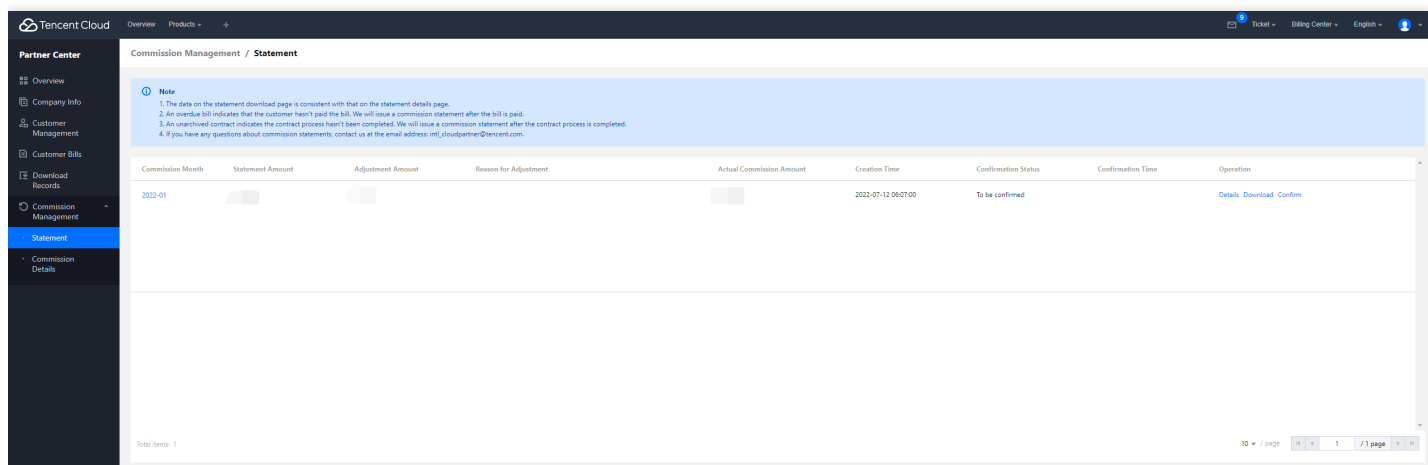 Tencent Cloud Overview Products + 9 Ticket Billing Center English
Partner Center
Commission Management / Statement
Overview
Company Info
Customer
Management
Customer Bills
Download
Records
Commission
Management
Statement
Commission
Details
Note
1. The data on the statement download page is consistent with that on the statement details page.
2. An overdue bill indicates that the customer hasn't paid the bill. We will issue a commission statement after the bill is paid.
3. An unarchived contract indicates the contract process hasn't been completed. We will issue a commission statement after the contract process is completed.
4. If you have any questions about commission statements, contact us at the email address: intl_cloudpartner@tencent.com.
Commission Month Statement Amount Adjustment Amount Reason for Adjustment Actual Commission Amount Creation Time Confirmation Status Confirmation Time Operation
2022-01 2022-07-12 06:07:00 To be confirmed Details Download Confirm
Total items: 1 10 / page 1 / 1 page